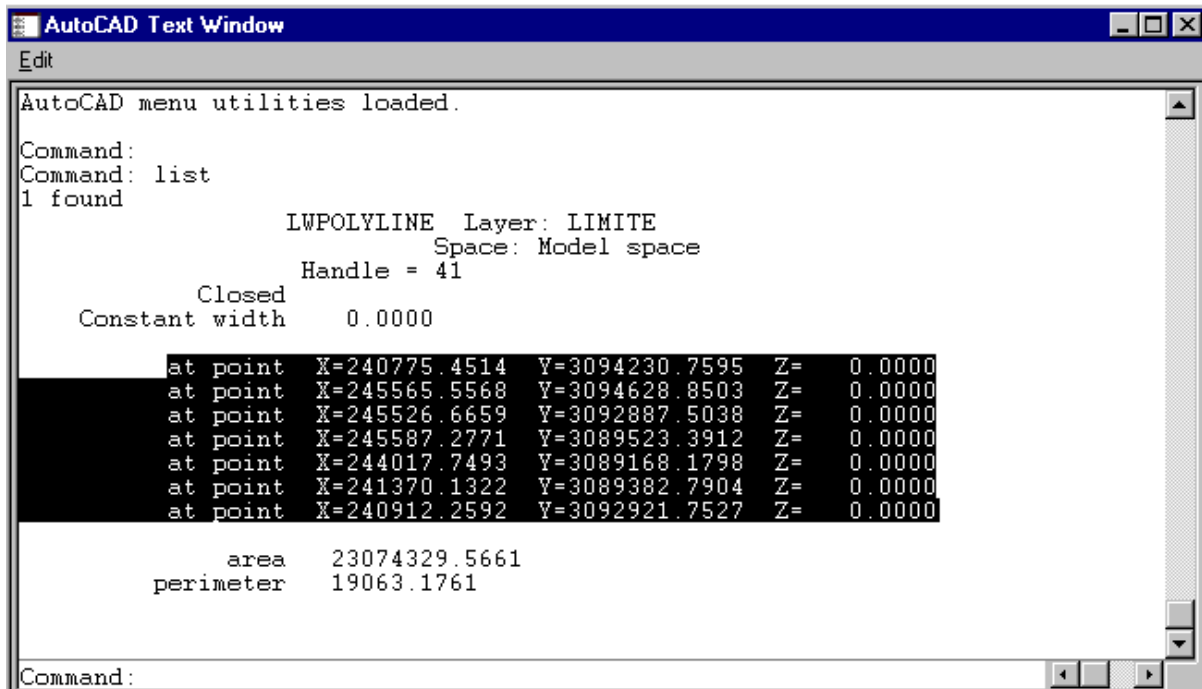 AutoCAD Text Window
Edit
AutoCAD menu utilities loaded.
Command:
Command: list
1 found
LWPOLYLINE Layer: LIMITE
Space: Model space
Handle = 41
Closed
Constant width 0.0000
at point X=240775.4514 Y=3094230.7595 Z= 0.0000
at point X=245565.5568 Y=3094628.8503 Z= 0.0000
at point X=245526.6659 Y=3092887.5038 Z= 0.0000
at point X=245587.2771 Y=3089523.3912 Z= 0.0000
at point X=244017.7493 Y=3089168.1798 Z= 0.0000
at point X=241370.1322 Y=3089382.7904 Z= 0.0000
at point X=240912.2592 Y=3092921.7527 Z= 0.0000
area 23074329.5661
perimeter 19063.1761
Command: